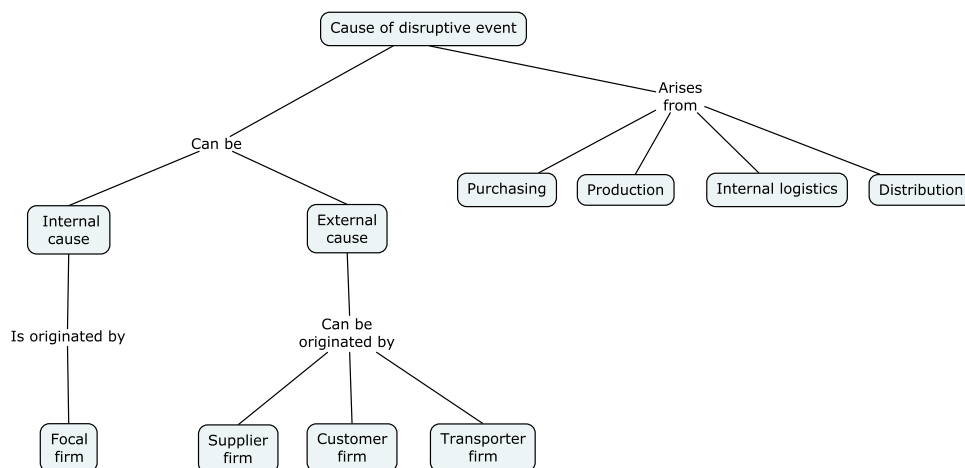 Cause of disruptive event
Arises
from
Can be
Purchasing
Production
Internal logistics
Distribution
Internal
cause
External
cause
Is originated by
Can be
originated by
Focal
firm
Supplier
firm
Customer
firm
Transporter
firm